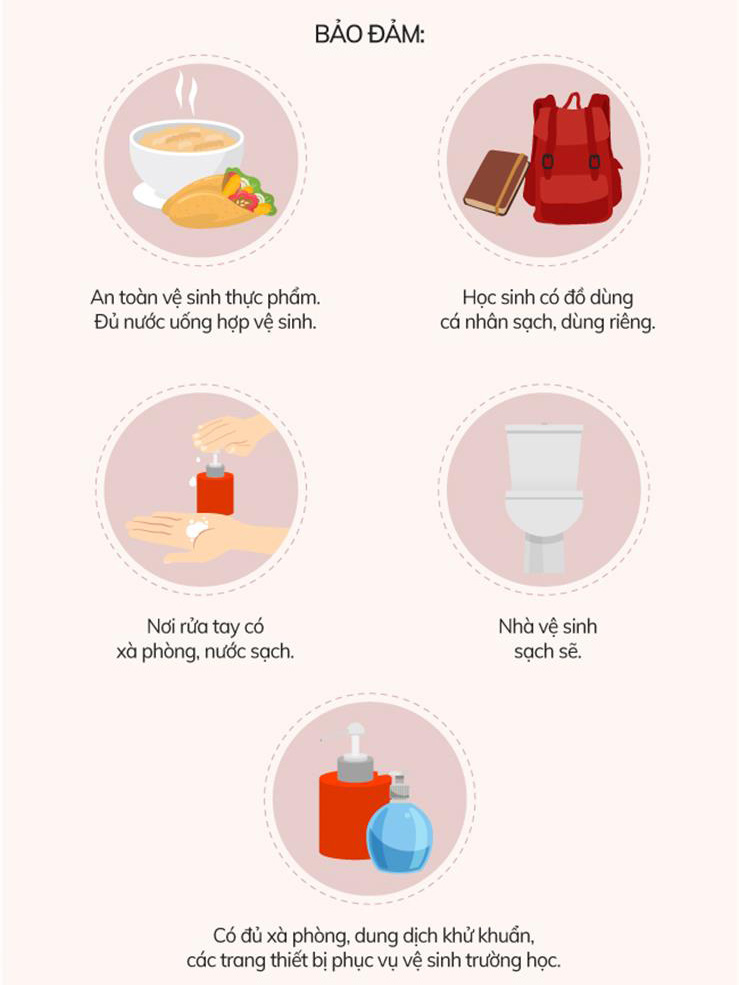 BẢO ĐẢM:
An toàn vệ sinh thực phẩm.
Đủ nước uống hợp vệ sinh.
Học sinh có đồ dùng
cá nhân sạch, dùng riêng.
Nơi rửa tay có
xà phòng, nước sạch.
Nhà vệ sinh
sạch sẽ.
Có đủ xà phòng, dung dịch khử khuẩn,
các trang thiết bị phục vụ vệ sinh trường học.